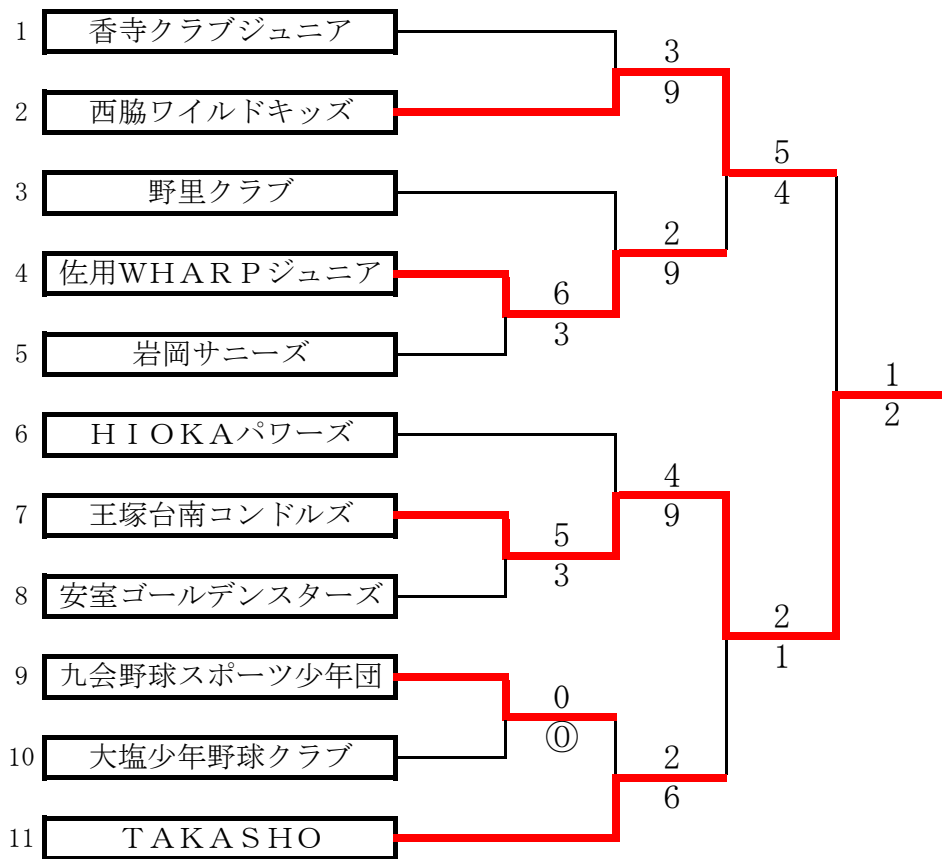 1 香寺クラブジュニア
3
9
2 西脇ワイルドキッズ
5
4
3 野里クラブ
2
9
4 佐用WHARPジュニア
6
3
5 岩岡サニーズ
1
2
6 HIOKAパワーズ
4
9
7 王塚台南コンドルズ
5
3
8 安室ゴールデンスターズ
2
1
9 九会野球スポーツ少年団
0
⓪
10 大塩少年野球クラブ
2
6
11 TAKASHO